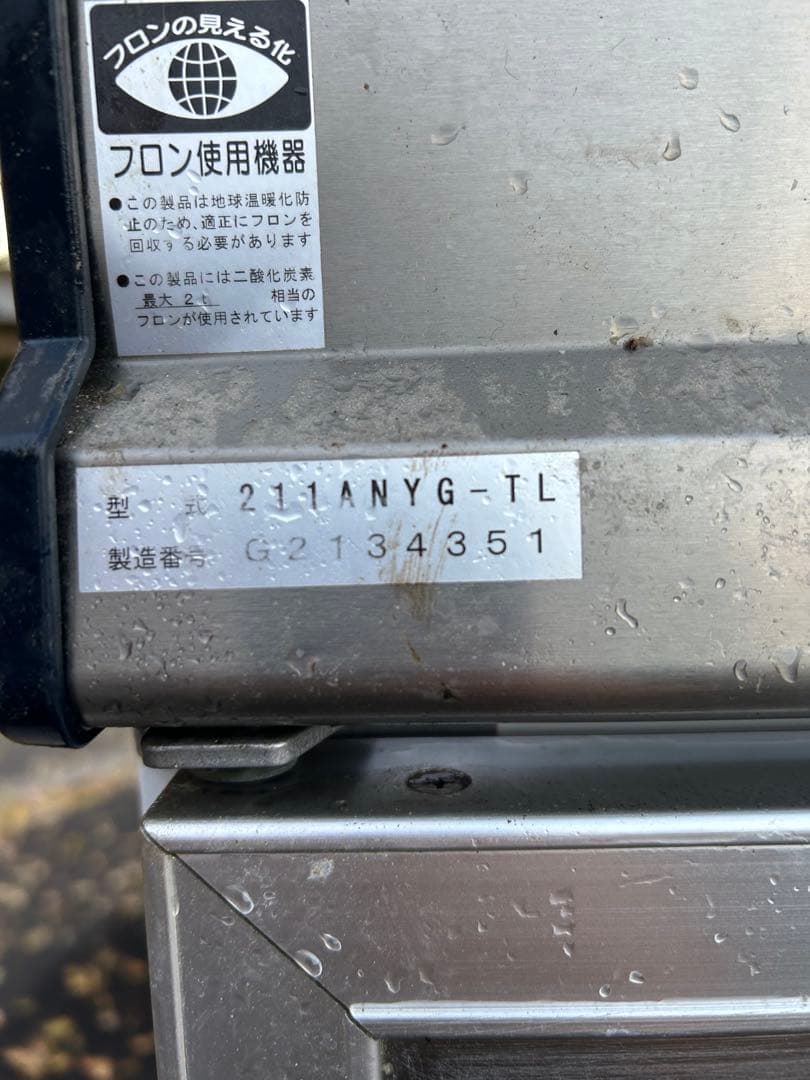 フロンの見える化
フロン使用機器
●この製品は地球温暖化防
止のため、適正にフロンを
回収する必要があります
●この製品には二酸化炭素
最大 2t 相当の
フロンが使用されています
型 式 211ANYG-TL
製造番号 G2134351